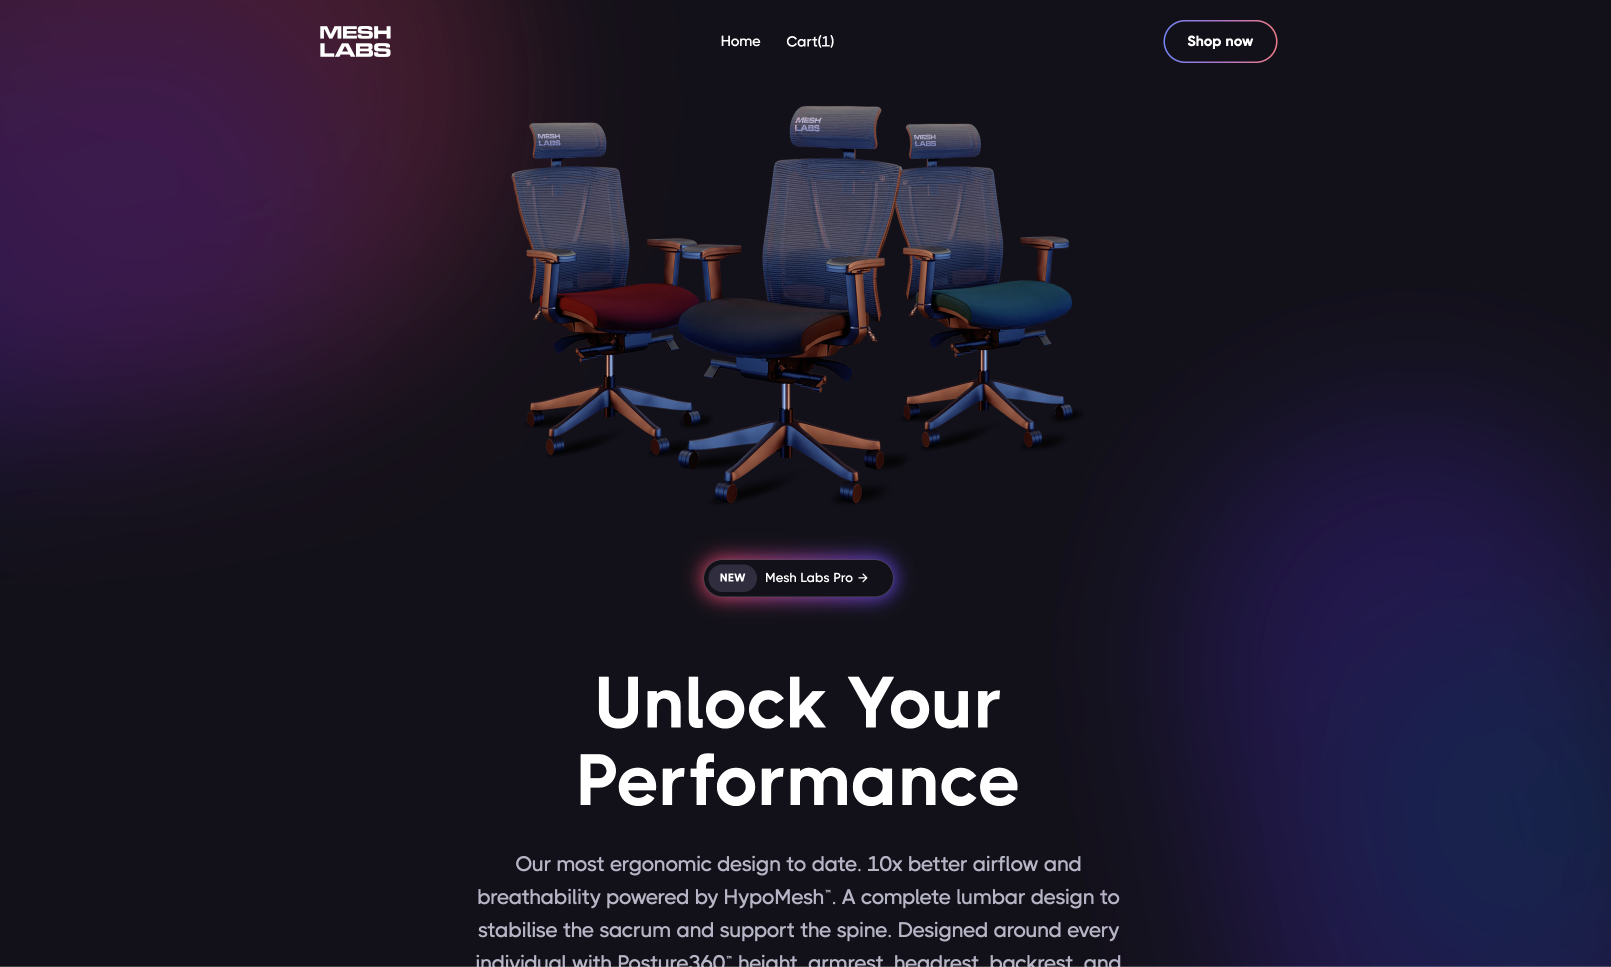 MESH
LABS
Home
Cart(1)
Shop now
MESH
LABS
MESH
LABS
MESH
LABS
NEW
Mesh Labs Pro →
Unlock Your
Performance
Our most ergonomic design to date. 10x better airflow and
breathability powered by HypoMesh™. A complete lumbar design to
stabilise the sacrum and support the spine. Designed around every
individual with Posture360™ height, armrest, headrest, backrest, and